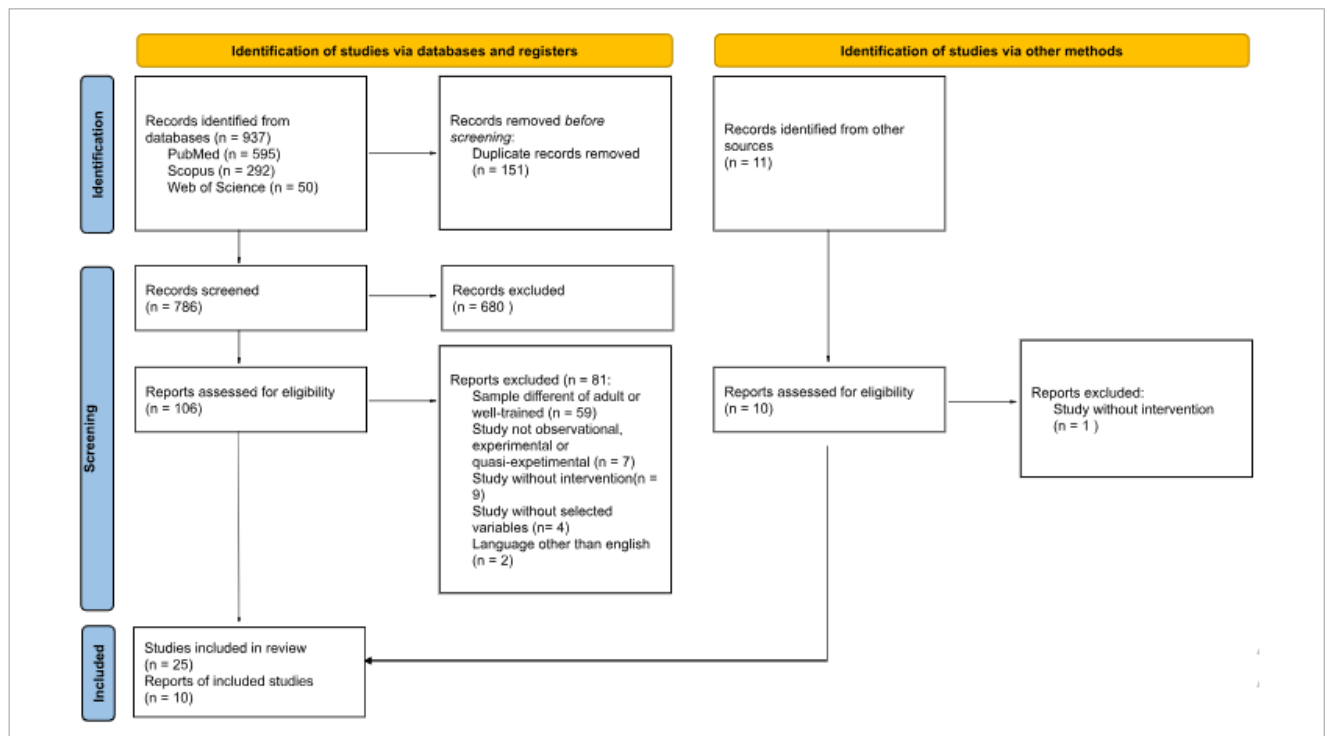 Identification of studies via databases and registers
Identification of studies via other methods
Identification
Records identified from
databases (n = 937)
PubMed (n = 595)
Scopus (n = 292)
Web of Science (n = 50)
Records removed before
screening:
Duplicate records removed
(n = 151)
Records identified from other
sources
(n = 11)
Screening
Records screened
(n = 786)
Records excluded
(n = 680 )
Reports assessed for eligibility
(n = 106)
Reports excluded (n = 81:
Sample different of adult or
well-trained (n = 59)
Study not observational,
experimental or
quasi-expetimental (n = 7)
Study without intervention(n =
9)
Study without selected
variables (n= 4)
Language other than english
(n = 2)
Reports assessed for eligibility
(n = 10)
Reports excluded:
Study without intervention
(n = 1 )
Included
Studies included in review
(n = 25)
Reports of included studies
(n = 10)